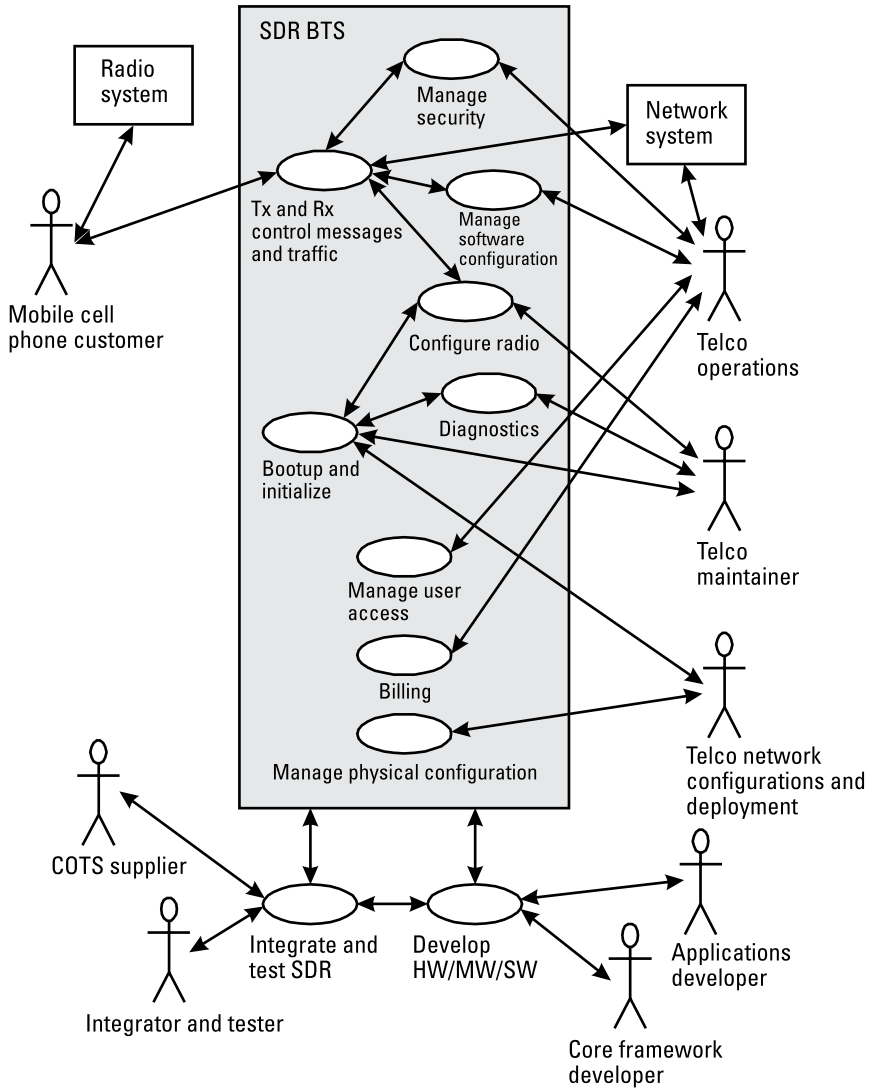 SDR BTS
Radio
system
Manage
security
Network
system
Tx and Rx
control messages
and traffic
Manage
software
configuration
Mobile cell
phone customer
Configure radio
Telco
operations
Diagnostics
Bootup and
initialize
Telco
maintainer
Manage user
access
Billing
Manage physical configuration
Telco network
configurations and
deployment
COTS supplier
Integrate and
test SDR
Develop
HW/MW/SW
Applications
developer
Integrator and tester
Core framework
developer